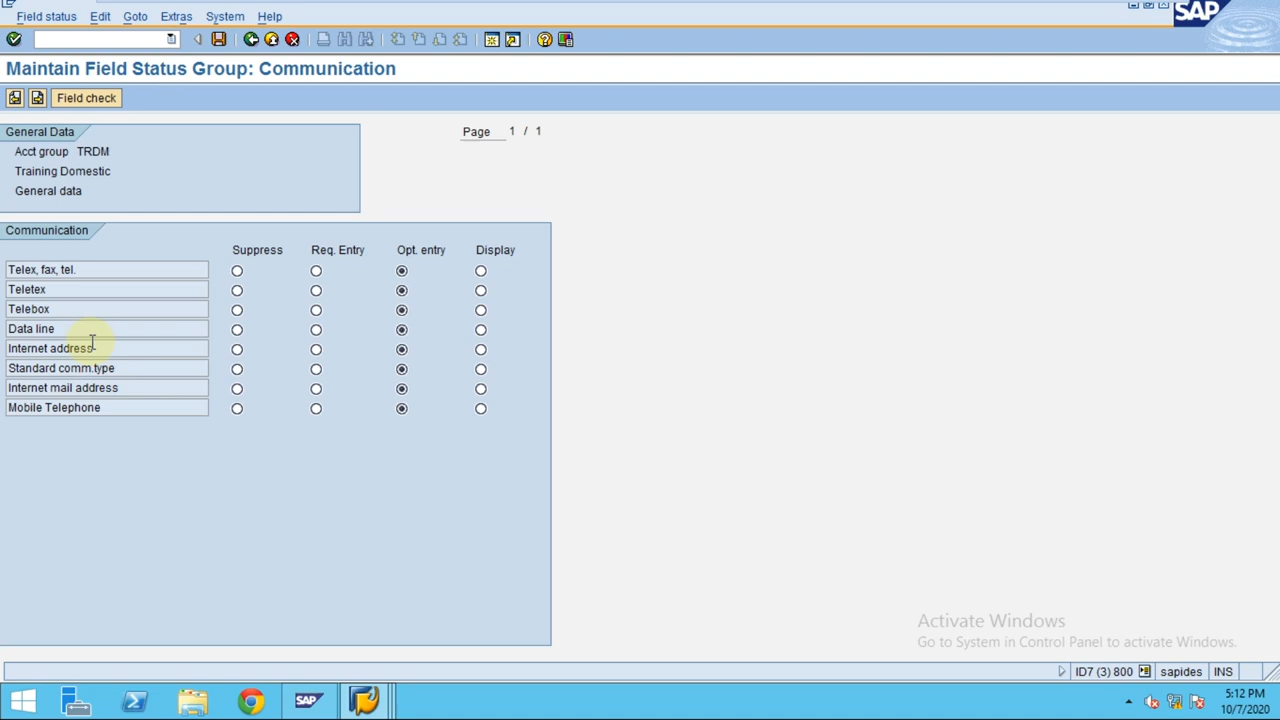 Field status Edit Goto Extras System Help
SAP
Maintain Field Status Group: Communication
Field check
General Data
Page 1 / 1
Acct group TRDM
Training Domestic
General data
Communication
Suppress Req. Entry Opt. entry Display
Telex, fax, tel.
Teletex
Telebox
Data line
Internet address
Standard comm.type
Internet mail address
Mobile Telephone
Activate Windows
Go to System in Control Panel to activate Windows.
ID7 (3) 800 sapides INS
SAP
5:12 PM
10/7/2020